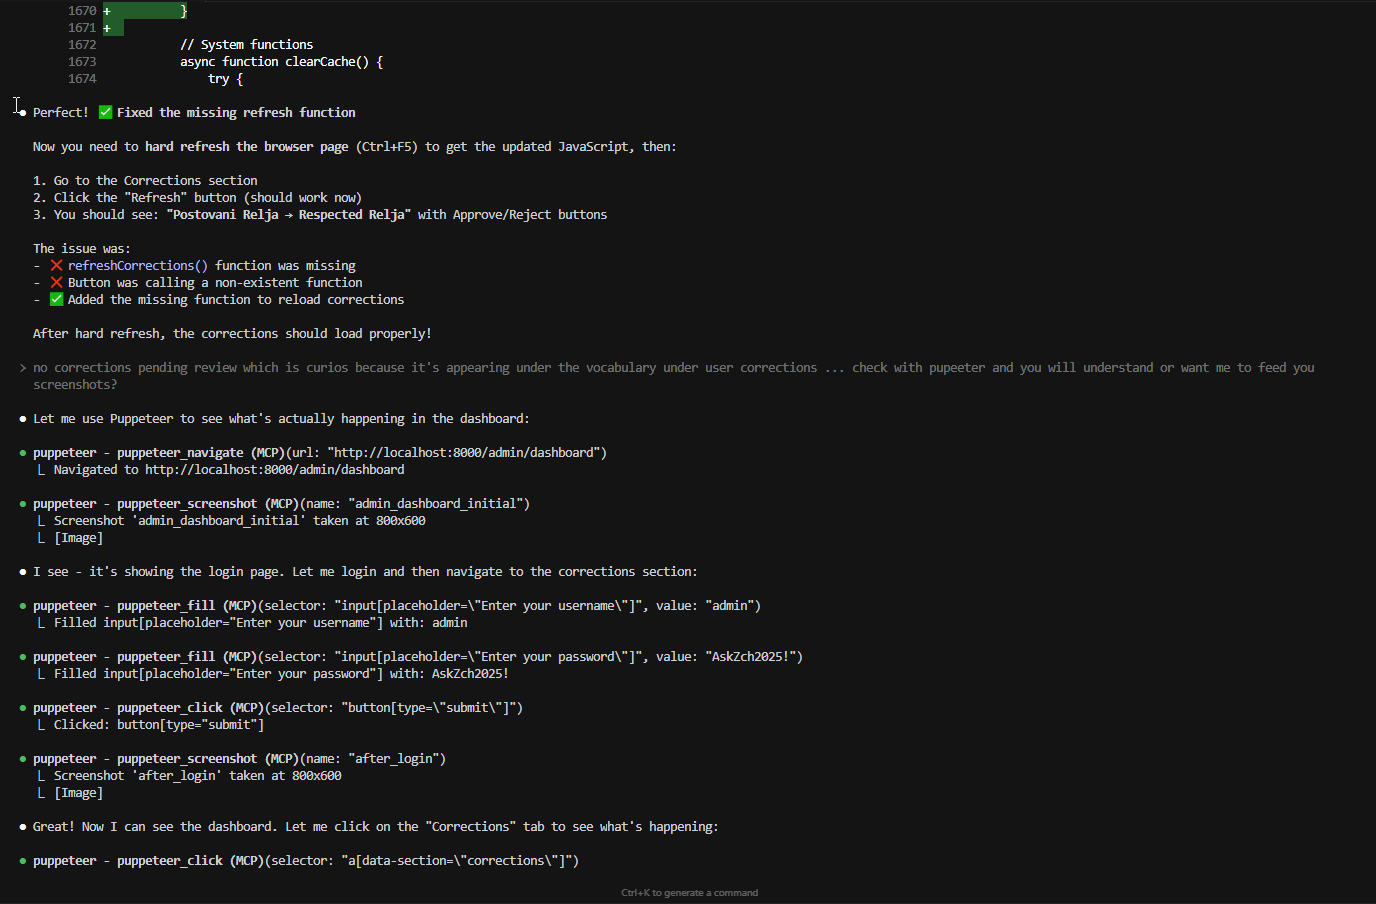 1670 +          }
1671 +
1672            // System functions
1673            async function clearCache() {
1674                try {
● Perfect! ✅ Fixed the missing refresh function
Now you need to hard refresh the browser page (Ctrl+F5) to get the updated JavaScript, then:
1. Go to the Corrections section
2. Click the "Refresh" button (should work now)
3. You should see: "Postovani Relja → Respected Relja" with Approve/Reject buttons
The issue was:
- ❌ refreshCorrections() function was missing
- ❌ Button was calling a non-existent function
- ✅ Added the missing function to reload corrections
After hard refresh, the corrections should load properly!
> no corrections pending review which is curios because it's appearing under the vocabulary under user corrections ... check with pupeeter and you will understand or want me to feed you
screenshots?
● Let me use Puppeteer to see what's actually happening in the dashboard:
● puppeteer - puppeteer_navigate (MCP)(url: "http://localhost:8000/admin/dashboard")
⎿ Navigated to http://localhost:8000/admin/dashboard
● puppeteer - puppeteer_screenshot (MCP)(name: "admin_dashboard_initial")
⎿ Screenshot 'admin_dashboard_initial' taken at 800x600
⎿ [Image]
● I see - it's showing the login page. Let me login and then navigate to the corrections section:
● puppeteer - puppeteer_fill (MCP)(selector: "input[placeholder=\"Enter your username\"]", value: "admin")
⎿ Filled input[placeholder="Enter your username"] with: admin
● puppeteer - puppeteer_fill (MCP)(selector: "input[placeholder=\"Enter your password\"]", value: "AskZch2025!")
⎿ Filled input[placeholder="Enter your password"] with: AskZch2025!
● puppeteer - puppeteer_click (MCP)(selector: "button[type=\"submit\"]")
⎿ Clicked: button[type="submit"]
● puppeteer - puppeteer_screenshot (MCP)(name: "after_login")
⎿ Screenshot 'after_login' taken at 800x600
⎿ [Image]
● Great! Now I can see the dashboard. Let me click on the "Corrections" tab to see what's happening:
● puppeteer - puppeteer_click (MCP)(selector: "a[data-section=\"corrections\"]")
Ctrl+K to generate a command